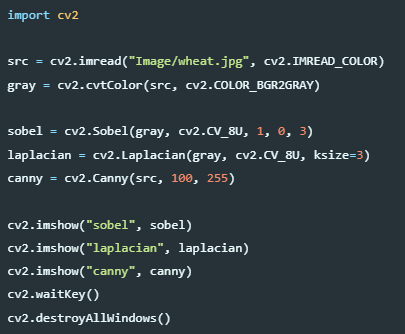 import cv2
src = cv2.imread("Image/wheat.jpg", cv2.IMREAD_COLOR)
gray = cv2.cvtColor(src, cv2.COLOR_BGR2GRAY)
sobel = cv2.Sobel(gray, cv2.CV_8U, 1, 0, 3)
laplacian = cv2.Laplacian(gray, cv2.CV_8U, ksize=3)
canny = cv2.Canny(src, 100, 255)
cv2.imshow("sobel", sobel)
cv2.imshow("laplacian", laplacian)
cv2.imshow("canny", canny)
cv2.waitKey()
cv2.destroyAllWindows()